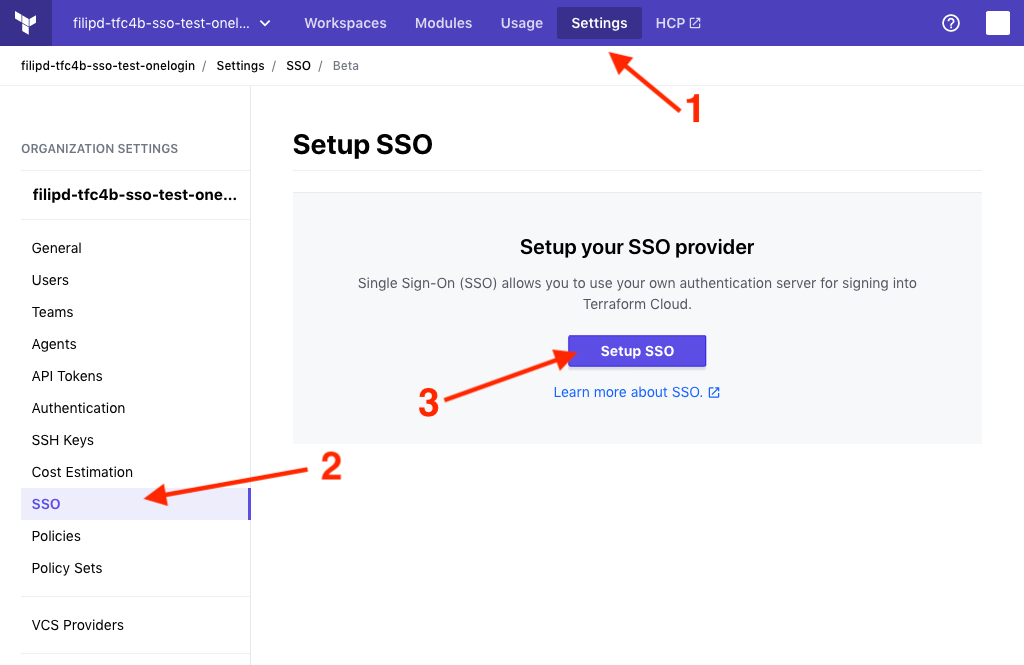 filipd-tfc4b-sso-test-onel... Workspaces Modules Usage Settings HCP
filipd-tfc4b-sso-test-onelogin / Settings / SSO / Beta
1
Setup SSO
ORGANIZATION SETTINGS
filipd-tfc4b-sso-test-one...
General
Users
Teams
Agents
API Tokens
Authentication
SSH Keys
Cost Estimation
SSO
Policies
Policy Sets
VCS Providers
Setup your SSO provider
Single Sign-On (SSO) allows you to use your own authentication server for signing into
Terraform Cloud.
Setup SSO
3
Learn more about SSO.
2